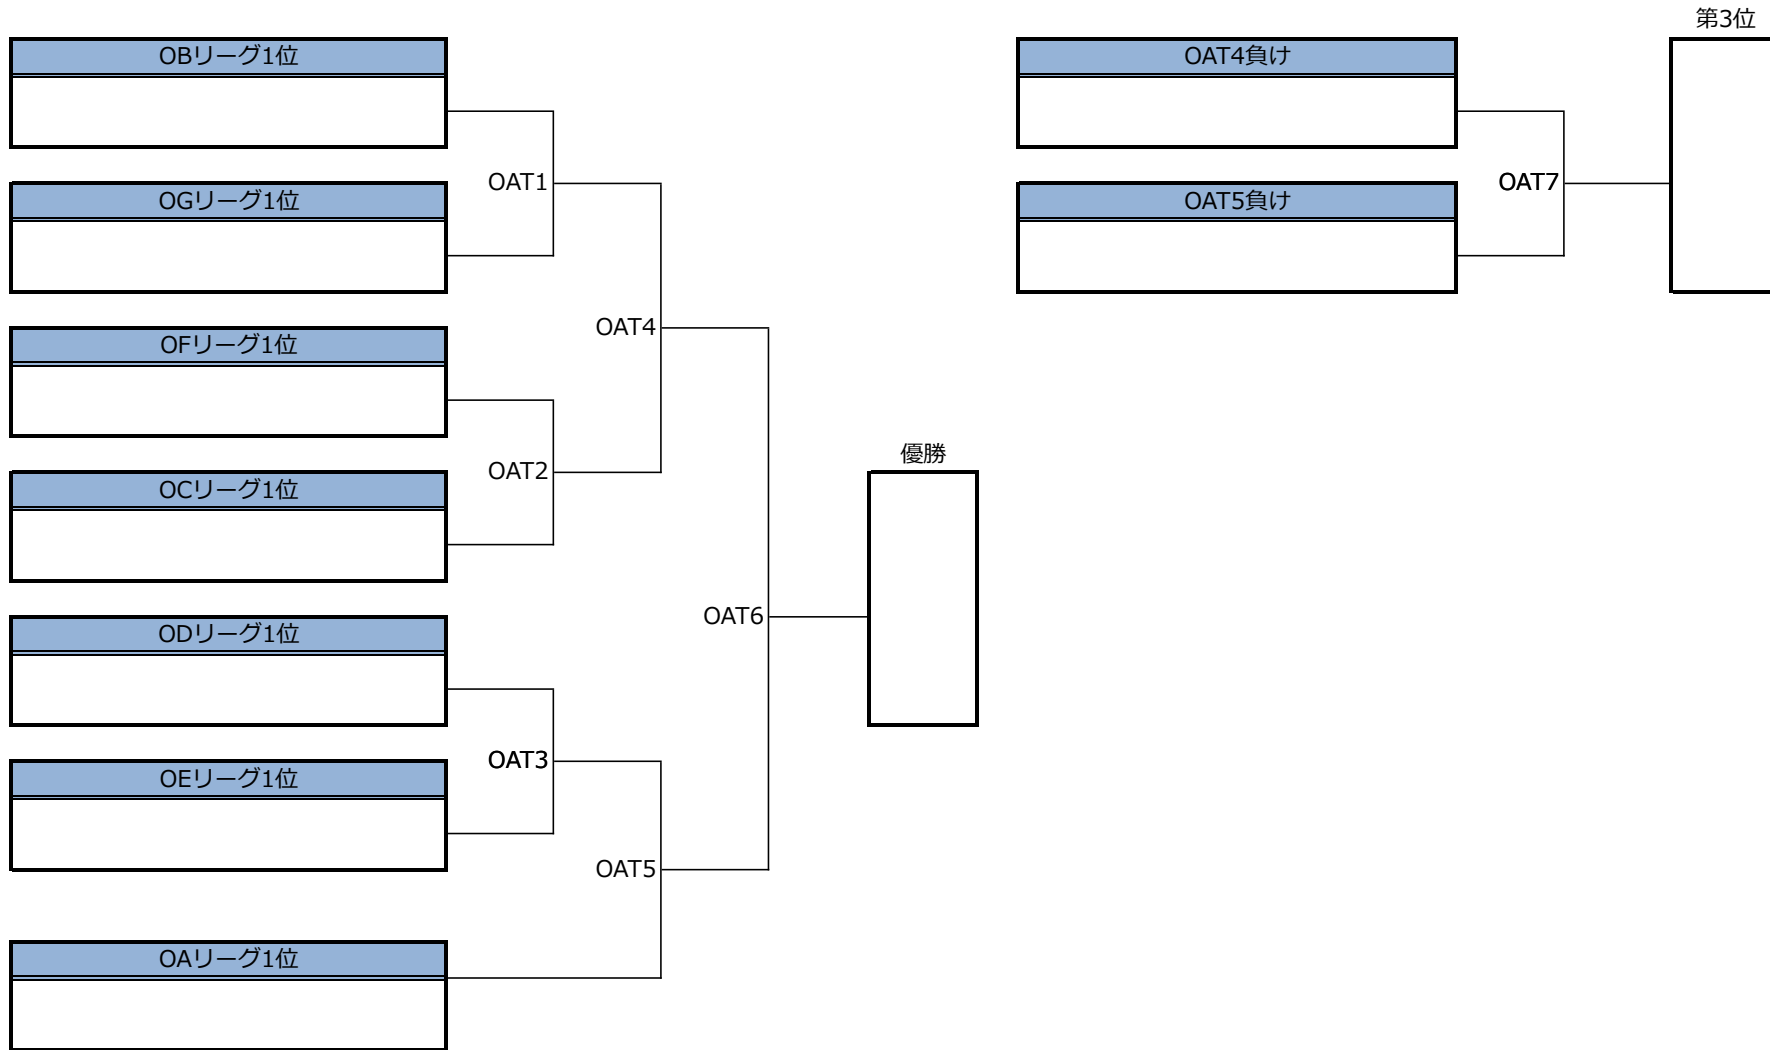 第3位
OBリーグ1位
OAT4負け
OAT1
OAT7
OGリーグ1位
OAT5負け
OFリーグ1位
OAT4
優勝
OAT2
OCリーグ1位
OAT6
ODリーグ1位
OAT3
OEリーグ1位
OAT5
OAリーグ1位